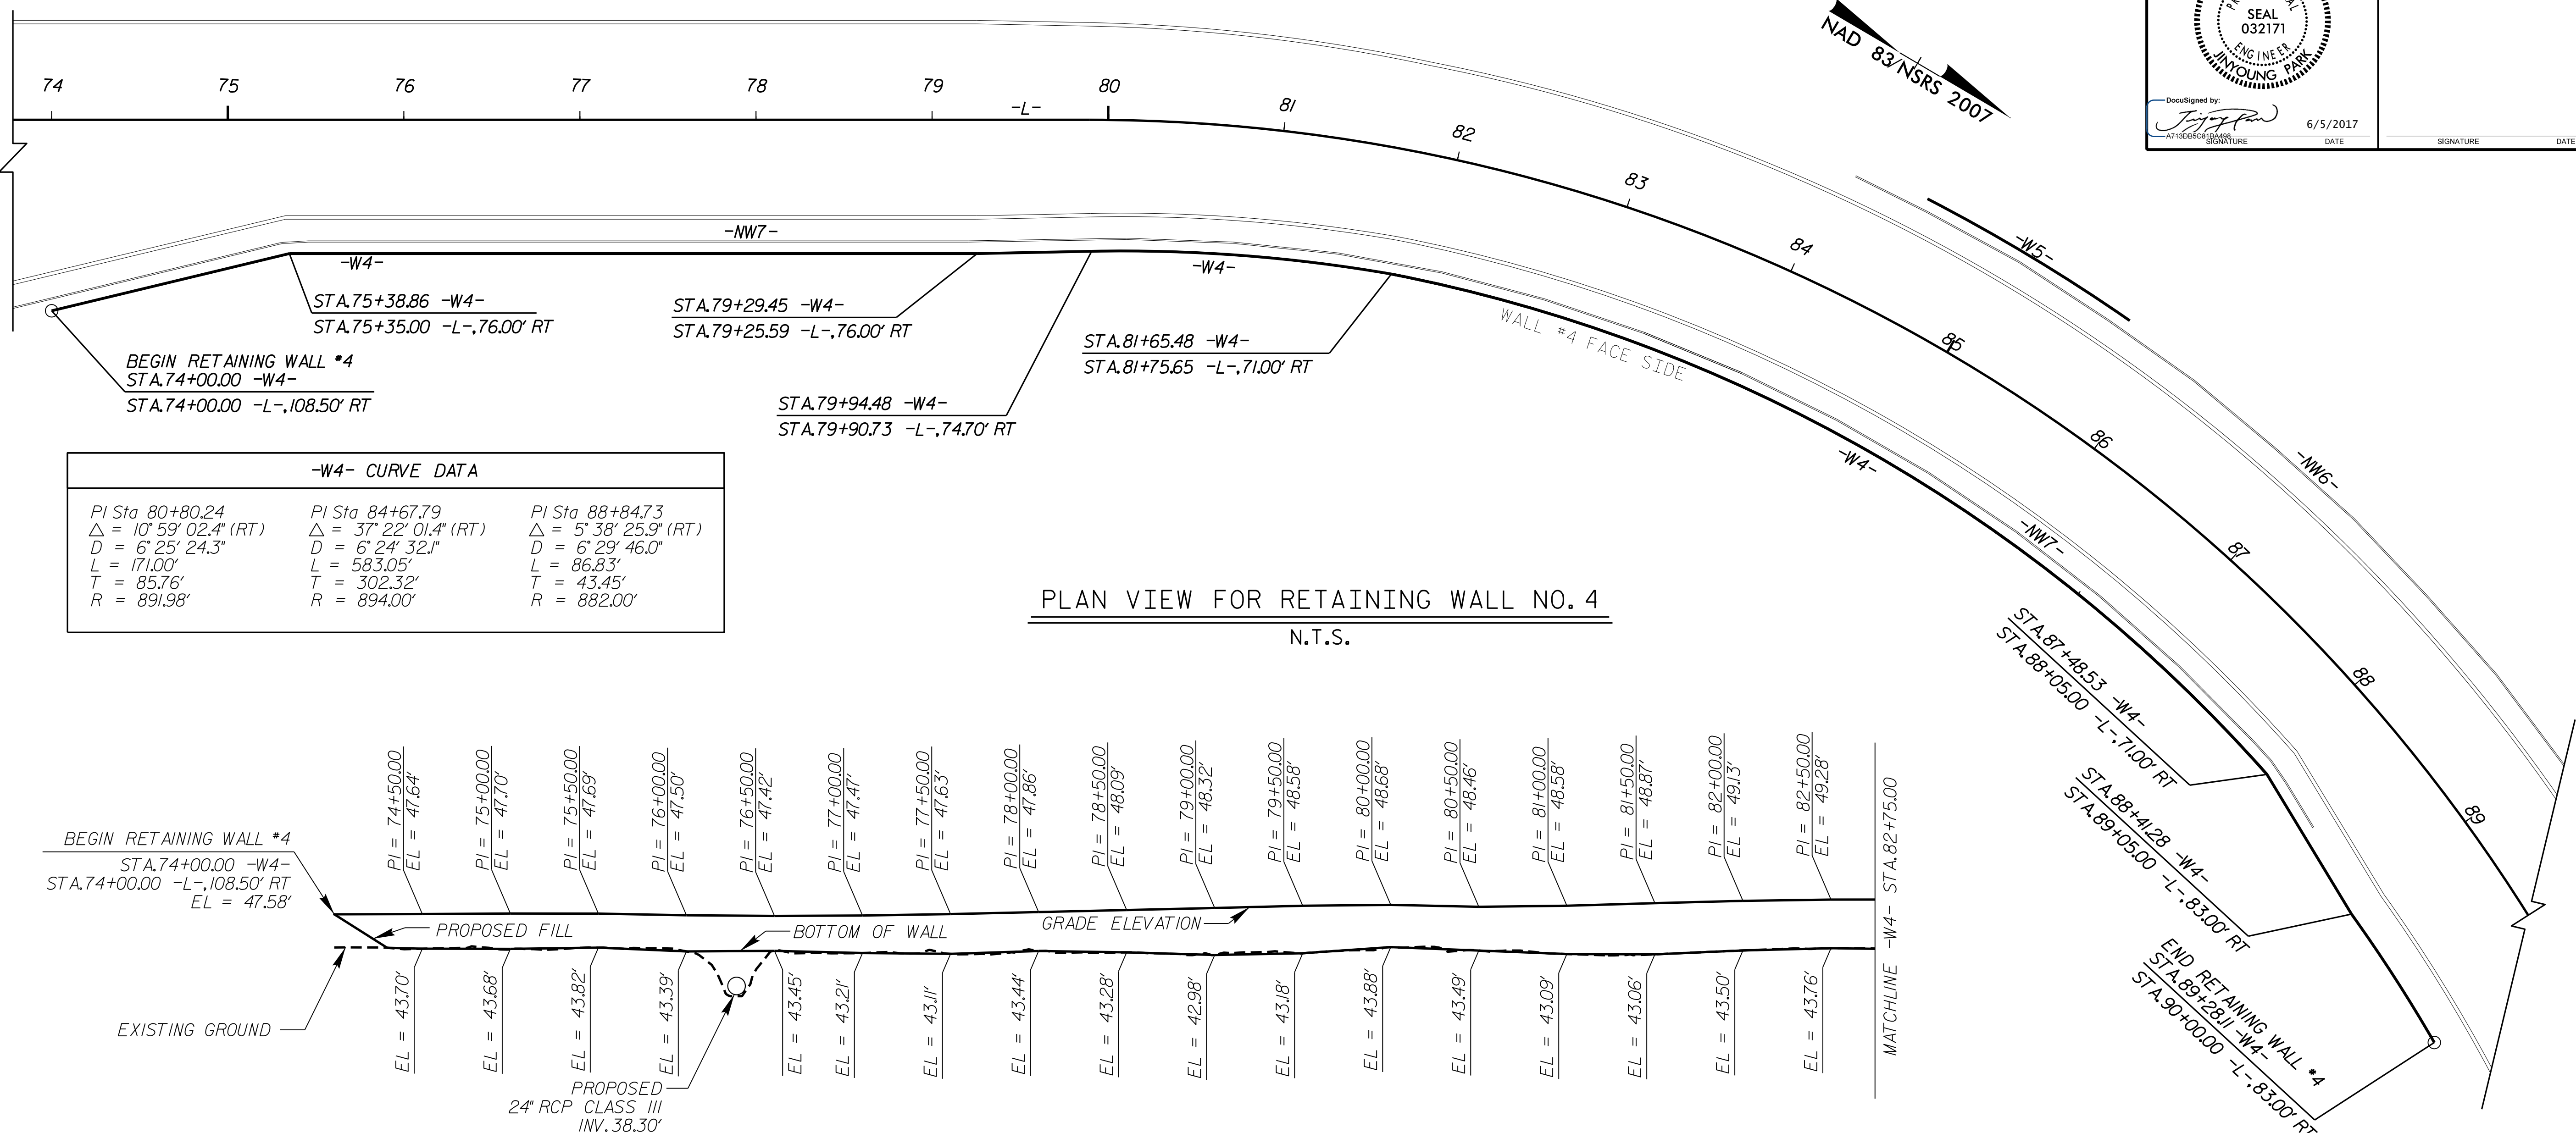 SEAL
032171
ENGINEER
JINYOUNG PARK
DocuSigned by:
6/5/2017
SIGNATURE DATE
SIGNATURE DATE
NAD 83/NSRS 2007
74 75 76 77 78 79 80 81 82 83 84 85 86 87 88 89
-L-
-W5-
-NW6-
-NW7-
-W4-
-W4-
-W4-
-NW7-
WALL #4 FACE SIDE
STA.75+38.86 -W4-
STA.75+35.00 -L-,76.00' RT
STA.79+29.45 -W4-
STA.79+25.59 -L-,76.00' RT
STA.81+65.48 -W4-
STA.81+75.65 -L-,71.00' RT
BEGIN RETAINING WALL #4
STA.74+00.00 -W4-
STA.74+00.00 -L-,108.50' RT
STA.79+94.48 -W4-
STA.79+90.73 -L-,74.70' RT
-W4- CURVE DATA
PI Sta 80+80.24
△ = 10° 59' 02.4" (RT)
D = 6° 25' 24.3"
L = 171.00'
T = 85.76'
R = 891.98'
PI Sta 84+67.79
△ = 37° 22' 01.4" (RT)
D = 6° 24' 32.1"
L = 583.05'
T = 302.32'
R = 894.00'
PI Sta 88+84.73
△ = 5° 38' 25.9" (RT)
D = 6° 29' 46.0"
L = 86.83'
T = 43.45'
R = 882.00'
PLAN VIEW FOR RETAINING WALL NO. 4
N.T.S.
STA.87+48.53 -W4-
STA.88+05.00 -L-,71.00' RT
STA.88+41.28 -W4-
STA.89+05.00 -L-,83.00' RT
END RETAINING WALL #4
STA.89+28.11 -W4-
STA.90+00.00 -L-,83.00' RT
PI = 74+50.00
EL = 47.64'
PI = 75+00.00
EL = 47.70'
PI = 75+50.00
EL = 47.69'
PI = 76+00.00
EL = 47.50'
PI = 76+50.00
EL = 47.42'
PI = 77+00.00
EL = 47.47'
PI = 77+50.00
EL = 47.63'
PI = 78+00.00
EL = 47.86'
PI = 78+50.00
EL = 48.09'
PI = 79+00.00
EL = 48.32'
PI = 79+50.00
EL = 48.58'
PI = 80+00.00
EL = 48.68'
PI = 80+50.00
EL = 48.46'
PI = 81+00.00
EL = 48.58'
PI = 81+50.00
EL = 48.87'
PI = 82+00.00
EL = 49.13'
PI = 82+50.00
EL = 49.28'
MATCHLINE -W4- STA.82+75.00
BEGIN RETAINING WALL #4
STA.74+00.00 -W4-
STA.74+00.00 -L-,108.50' RT
EL = 47.58'
PROPOSED FILL
BOTTOM OF WALL
GRADE ELEVATION
EXISTING GROUND
EL = 43.70'
EL = 43.68'
EL = 43.82'
EL = 43.39'
EL = 43.45'
EL = 43.21'
EL = 43.11'
EL = 43.44'
EL = 43.28'
EL = 42.98'
EL = 43.18'
EL = 43.88'
EL = 43.49'
EL = 43.09'
EL = 43.06'
EL = 43.50'
EL = 43.76'
PROPOSED
24" RCP CLASS III
INV. 38.30'